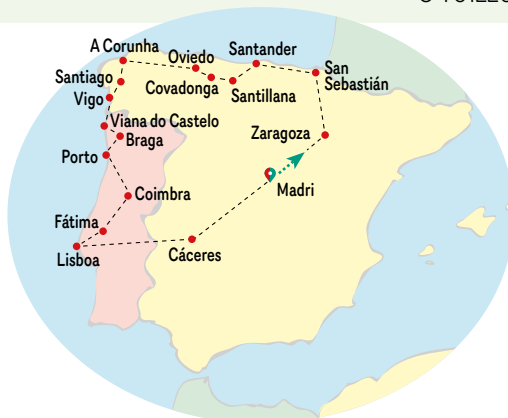 A Corunha
Oviedo
Santander
Santiago
Covadonga
San
Sebastián
Santillana
Vigo
Viana do Castelo
Braga
Zaragoza
Porto
Madri
Coimbra
Fátima
Lisboa
Cáceres